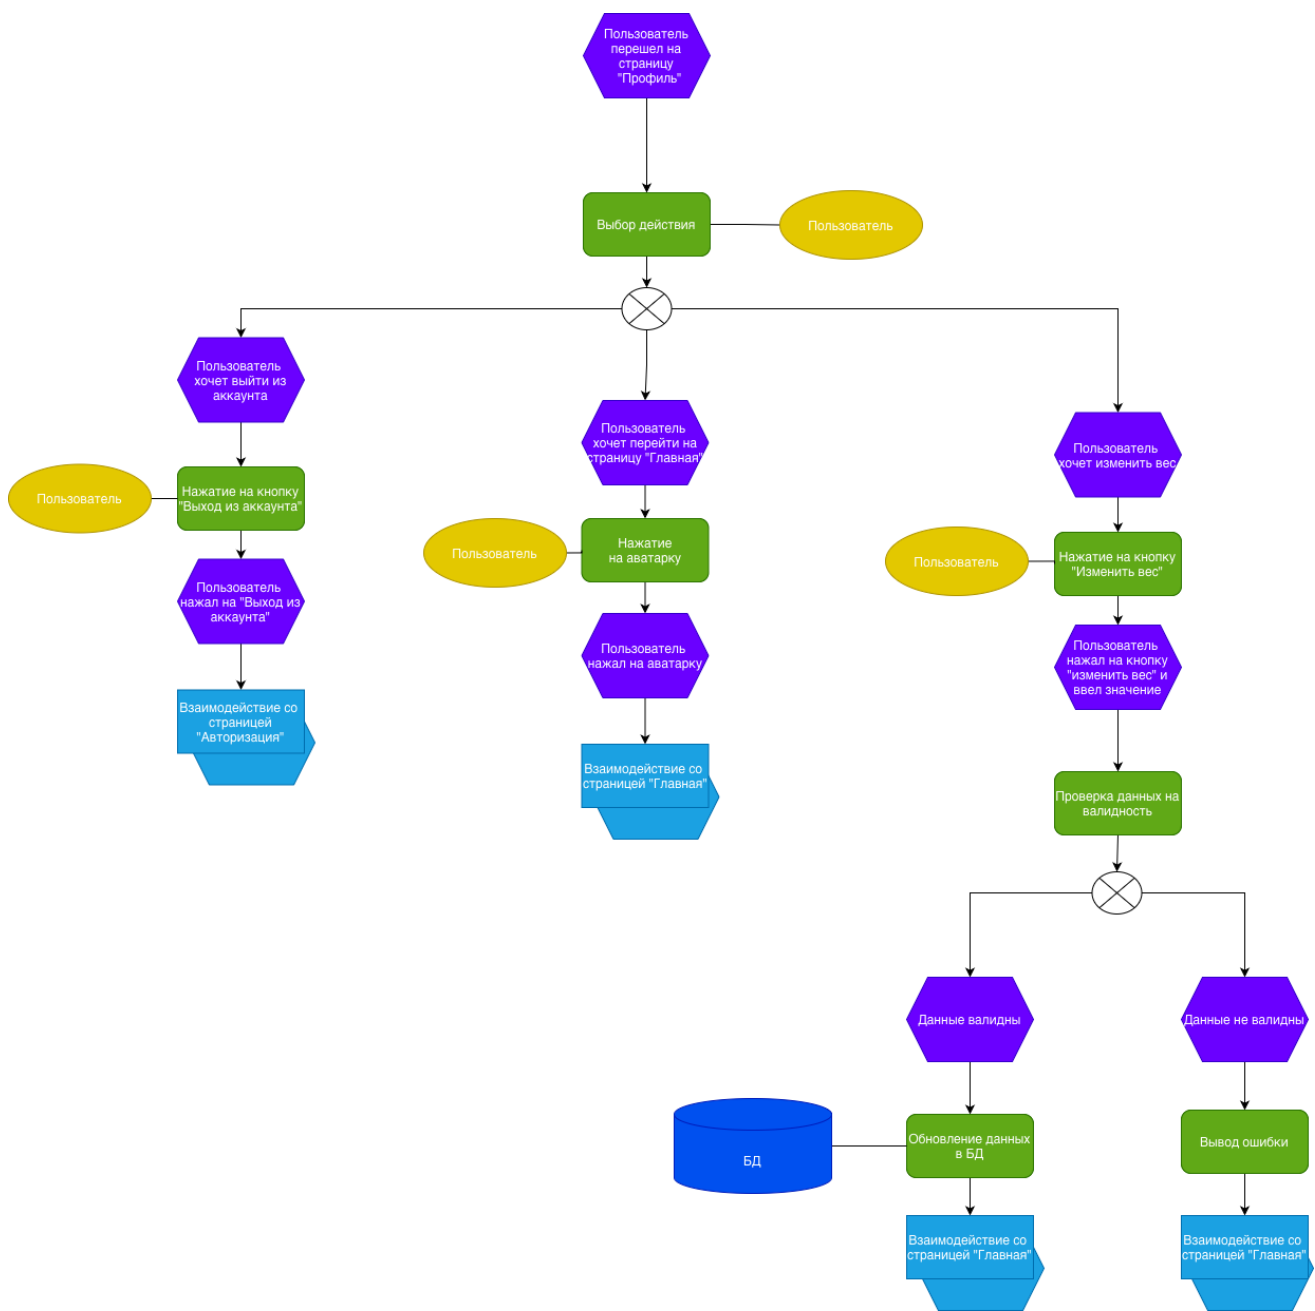 Пользователь
перешел на
страницу
"Профиль"
Выбор действия
Пользователь
Пользователь
хочет выйти из
аккаунта
Пользователь
Нажатие на кнопку
"Выход из аккаунта"
Пользователь
нажал на "Выход из
аккаунта"
Взаимодействие со
страницей
"Авторизация"
Пользователь
хочет перейти на
страницу "Главная"
Пользователь
Нажатие
на аватарку
Пользователь
нажал на аватарку
Взаимодействие со
страницей "Главная"
Пользователь
хочет изменить вес
Пользователь
Нажатие на кнопку
"Изменить вес"
Пользователь
нажал на кнопку
"изменить вес" и
ввел значение
Проверка данных на
валидность
Данные валидны
БД
Обновление данных
в БД
Взаимодействие со
страницей "Главная"
Данные не валидны
Вывод ошибки
Взаимодействие со
страницей "Главная"